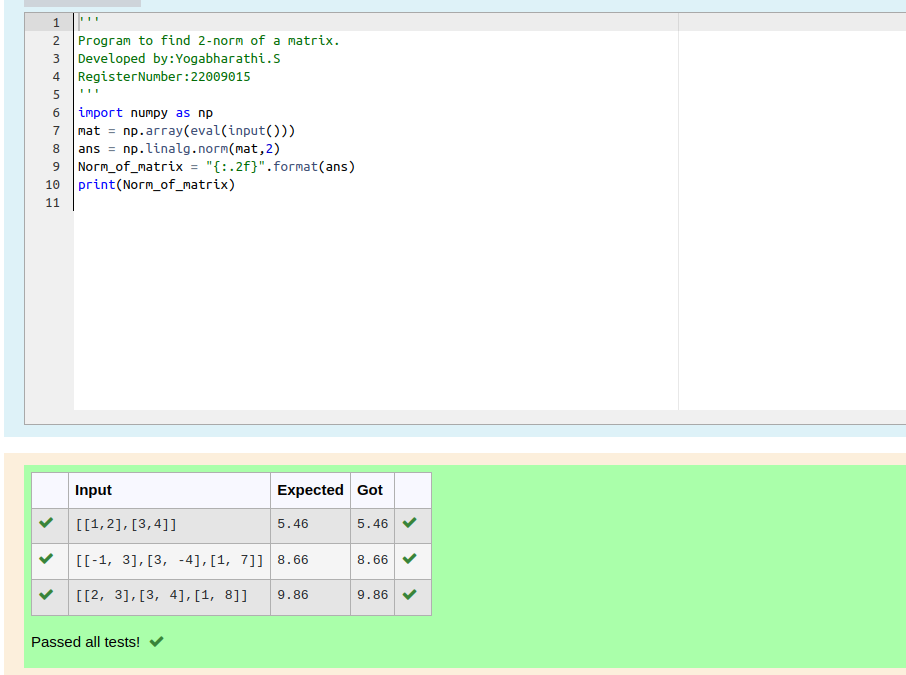 1 '''
2 Program to find 2-norm of a matrix.
3 Developed by:Yogabharathi.S
4 RegisterNumber:22009015
5 '''
6 import numpy as np
7 mat = np.array(eval(input()))
8 ans = np.linalg.norm(mat,2)
9 Norm_of_matrix = "{:.2f}".format(ans)
10 print(Norm_of_matrix)
11
Input Expected Got
[[1,2],[3,4]] 5.46 5.46
[[-1, 3],[3, -4],[1, 7]] 8.66 8.66
[[2, 3],[3, 4],[1, 8]] 9.86 9.86
Passed all tests!